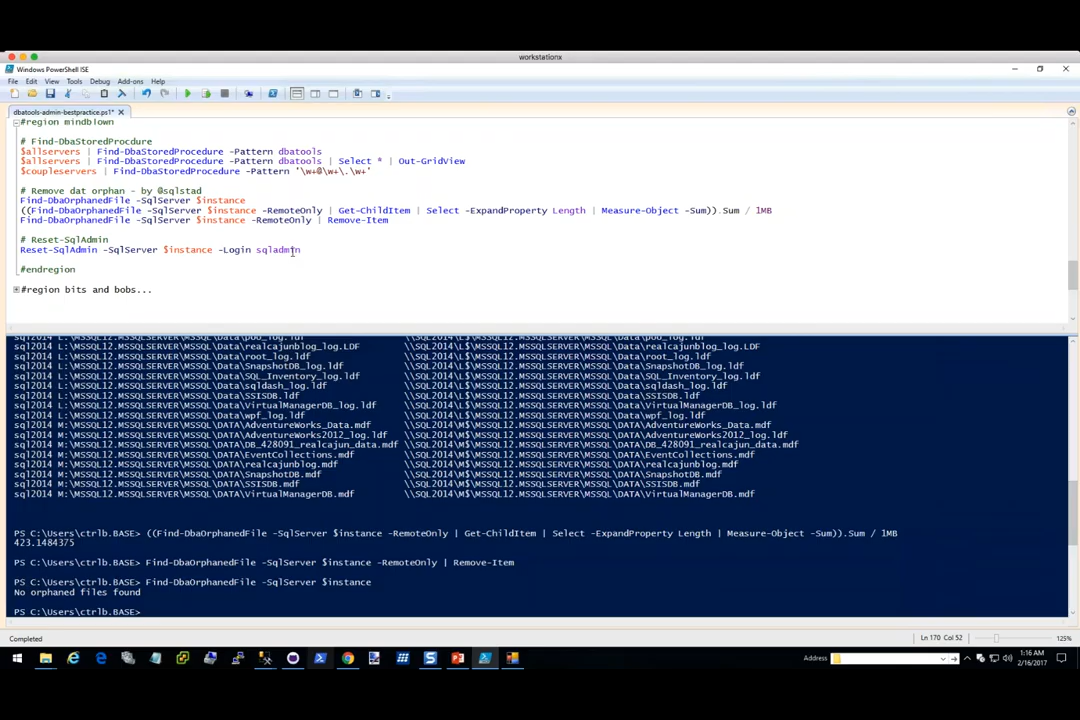 workstationx
Windows PowerShell ISE
File Edit View Tools Debug Add-ons Help
dbatools-admin-bestpractice.ps1*
#region mindblown
# Find-DbaStoredProcdure
$allservers | Find-DbaStoredProcedure -Pattern dbatools
$allservers | Find-DbaStoredProcedure -Pattern dbatools | Select * | Out-GridView
$coupleservers | Find-DbaStoredProcedure -Pattern '\w+@\w+\.\w+'
# Remove dat orphan - by @sqlstad
Find-DbaOrphanedFile -SqlServer $instance
((Find-DbaOrphanedFile -SqlServer $instance -RemoteOnly | Get-ChildItem | Select -ExpandProperty Length | Measure-Object -Sum)).Sum / 1MB
Find-DbaOrphanedFile -SqlServer $instance -RemoteOnly | Remove-Item
# Reset-SqlAdmin
Reset-SqlAdmin -SqlServer $instance -Login sqladmin
#endregion
#region bits and bobs...
sql2014 L:\MSSQL12.MSSQLSERVER\MSSQL\Data\realcajunblog_log.LDF \\SQL2014\L$\MSSQL12.MSSQLSERVER\MSSQL\Data\realcajunblog_log.LDF
sql2014 L:\MSSQL12.MSSQLSERVER\MSSQL\Data\root_log.ldf \\SQL2014\L$\MSSQL12.MSSQLSERVER\MSSQL\Data\root_log.ldf
sql2014 L:\MSSQL12.MSSQLSERVER\MSSQL\Data\SnapshotDB_log.ldf \\SQL2014\L$\MSSQL12.MSSQLSERVER\MSSQL\Data\SnapshotDB_log.ldf
sql2014 L:\MSSQL12.MSSQLSERVER\MSSQL\Data\SQL_Inventory_log.ldf \\SQL2014\L$\MSSQL12.MSSQLSERVER\MSSQL\Data\SQL_Inventory_log.ldf
sql2014 L:\MSSQL12.MSSQLSERVER\MSSQL\Data\sqldash_log.ldf \\SQL2014\L$\MSSQL12.MSSQLSERVER\MSSQL\Data\sqldash_log.ldf
sql2014 L:\MSSQL12.MSSQLSERVER\MSSQL\Data\SSISDB.ldf \\SQL2014\L$\MSSQL12.MSSQLSERVER\MSSQL\Data\SSISDB.ldf
sql2014 L:\MSSQL12.MSSQLSERVER\MSSQL\Data\VirtualManagerDB_log.ldf \\SQL2014\L$\MSSQL12.MSSQLSERVER\MSSQL\Data\VirtualManagerDB_log.ldf
sql2014 L:\MSSQL12.MSSQLSERVER\MSSQL\Data\wpf_log.ldf \\SQL2014\L$\MSSQL12.MSSQLSERVER\MSSQL\Data\wpf_log.ldf
sql2014 M:\MSSQL12.MSSQLSERVER\MSSQL\DATA\AdventureWorks_Data.mdf \\SQL2014\M$\MSSQL12.MSSQLSERVER\MSSQL\DATA\AdventureWorks_Data.mdf
sql2014 M:\MSSQL12.MSSQLSERVER\MSSQL\DATA\AdventureWorks2012_log.ldf \\SQL2014\M$\MSSQL12.MSSQLSERVER\MSSQL\DATA\AdventureWorks2012_log.ldf
sql2014 M:\MSSQL12.MSSQLSERVER\MSSQL\DATA\DB_428091_realcajun_data.mdf \\SQL2014\M$\MSSQL12.MSSQLSERVER\MSSQL\DATA\DB_428091_realcajun_data.mdf
sql2014 M:\MSSQL12.MSSQLSERVER\MSSQL\DATA\EventCollections.mdf \\SQL2014\M$\MSSQL12.MSSQLSERVER\MSSQL\DATA\EventCollections.mdf
sql2014 M:\MSSQL12.MSSQLSERVER\MSSQL\DATA\realcajunblog.mdf \\SQL2014\M$\MSSQL12.MSSQLSERVER\MSSQL\DATA\realcajunblog.mdf
sql2014 M:\MSSQL12.MSSQLSERVER\MSSQL\DATA\SnapshotDB.mdf \\SQL2014\M$\MSSQL12.MSSQLSERVER\MSSQL\DATA\SnapshotDB.mdf
sql2014 M:\MSSQL12.MSSQLSERVER\MSSQL\DATA\SSISDB.mdf \\SQL2014\M$\MSSQL12.MSSQLSERVER\MSSQL\DATA\SSISDB.mdf
sql2014 M:\MSSQL12.MSSQLSERVER\MSSQL\DATA\VirtualManagerDB.mdf \\SQL2014\M$\MSSQL12.MSSQLSERVER\MSSQL\DATA\VirtualManagerDB.mdf
PS C:\Users\ctrlb.BASE> ((Find-DbaOrphanedFile -SqlServer $instance -RemoteOnly | Get-ChildItem | Select -ExpandProperty Length | Measure-Object -Sum)).Sum / 1MB
423.1484375
PS C:\Users\ctrlb.BASE> Find-DbaOrphanedFile -SqlServer $instance -RemoteOnly | Remove-Item
PS C:\Users\ctrlb.BASE> Find-DbaOrphanedFile -SqlServer $instance
No orphaned files found
PS C:\Users\ctrlb.BASE>
Completed Ln 170 Col 52 125%
Address 1:16 AM
2/16/2017